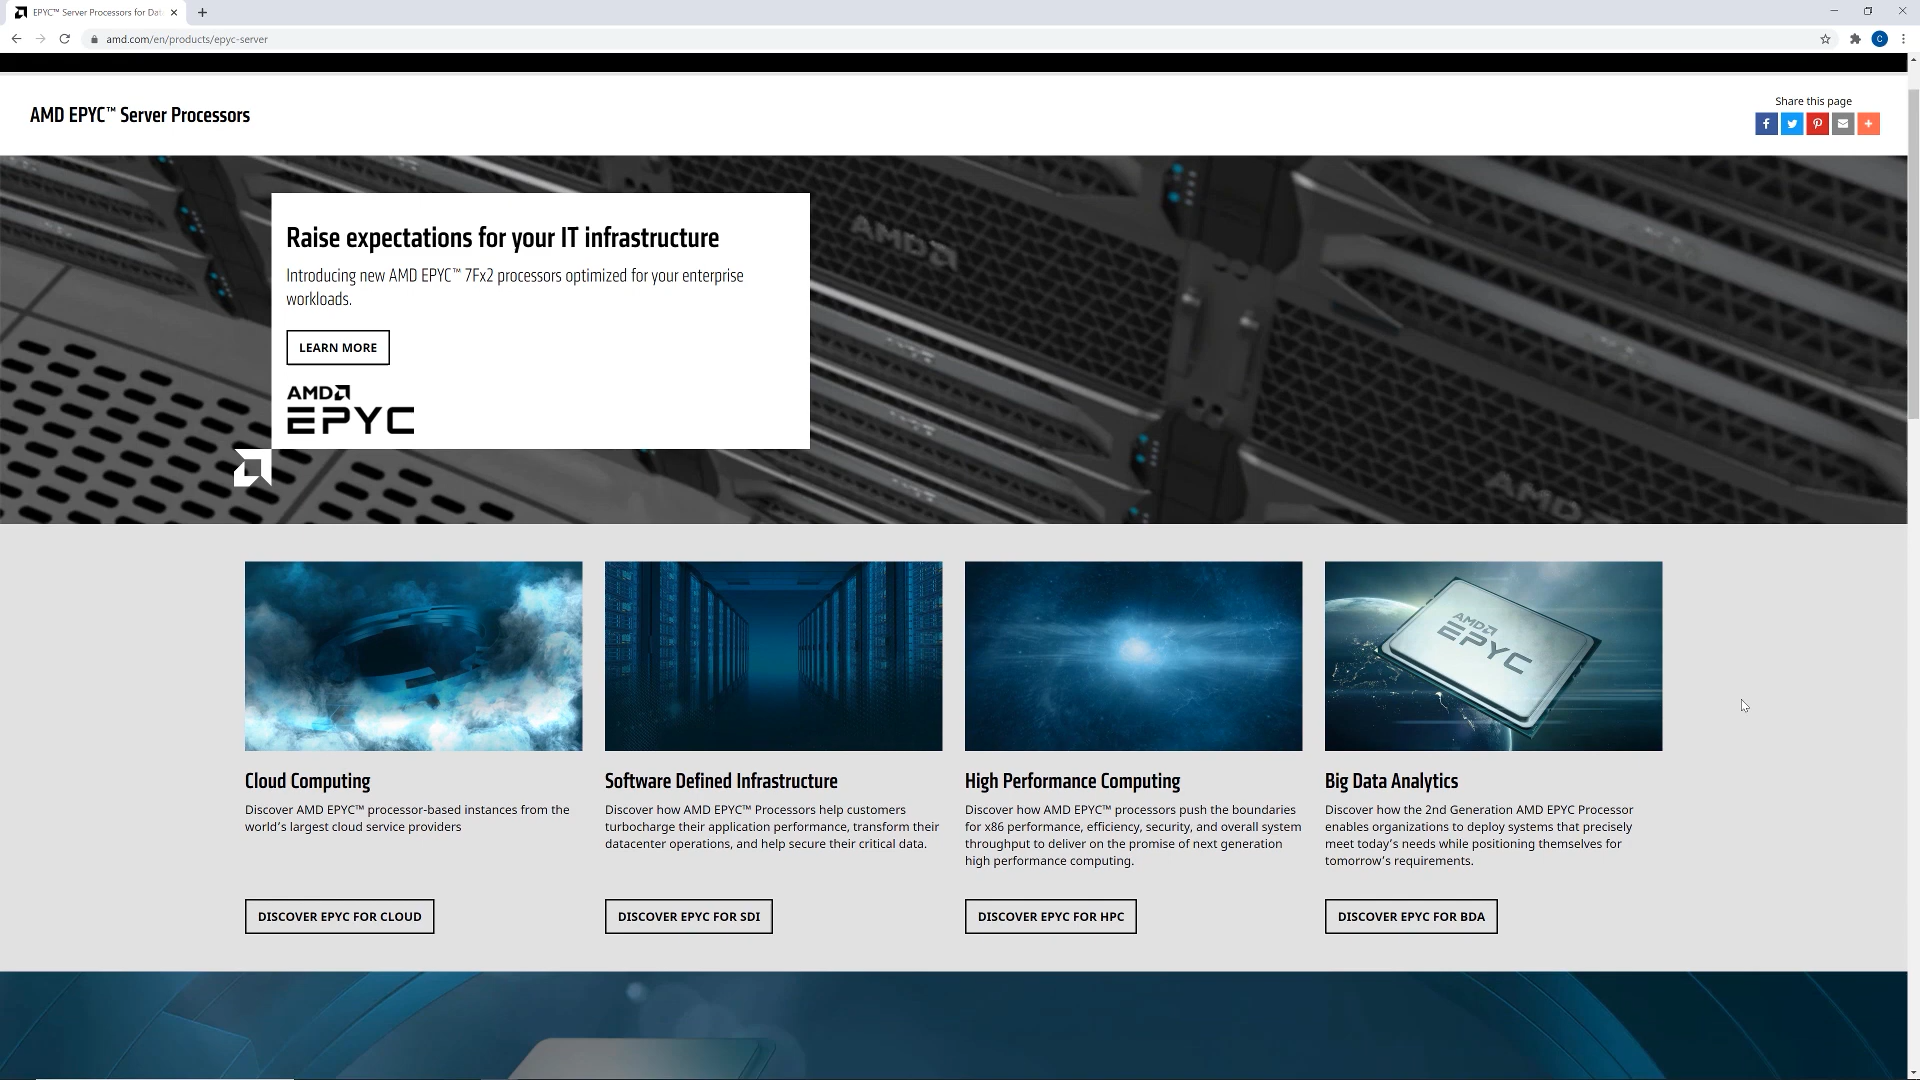 EPYC™ Server Processors for Dat
amd.com/en/products/epyc-server
C
AMD EPYC™ Server Processors
Share this page
Raise expectations for your IT infrastructure
Introducing new AMD EPYC™ 7Fx2 processors optimized for your enterprise
workloads.
LEARN MORE
AMD
EPYC
AMD
AMD
AMD
EPYC
Cloud Computing
Discover AMD EPYC™ processor-based instances from the
world's largest cloud service providers
DISCOVER EPYC FOR CLOUD
Software Defined Infrastructure
Discover how AMD EPYC™ Processors help customers
turbocharge their application performance, transform their
datacenter operations, and help secure their critical data.
DISCOVER EPYC FOR SDI
High Performance Computing
Discover how AMD EPYC™ processors push the boundaries
for x86 performance, efficiency, security, and overall system
throughput to deliver on the promise of next generation
high performance computing.
DISCOVER EPYC FOR HPC
Big Data Analytics
Discover how the 2nd Generation AMD EPYC Processor
enables organizations to deploy systems that precisely
meet today's needs while positioning themselves for
tomorrow's requirements.
DISCOVER EPYC FOR BDA